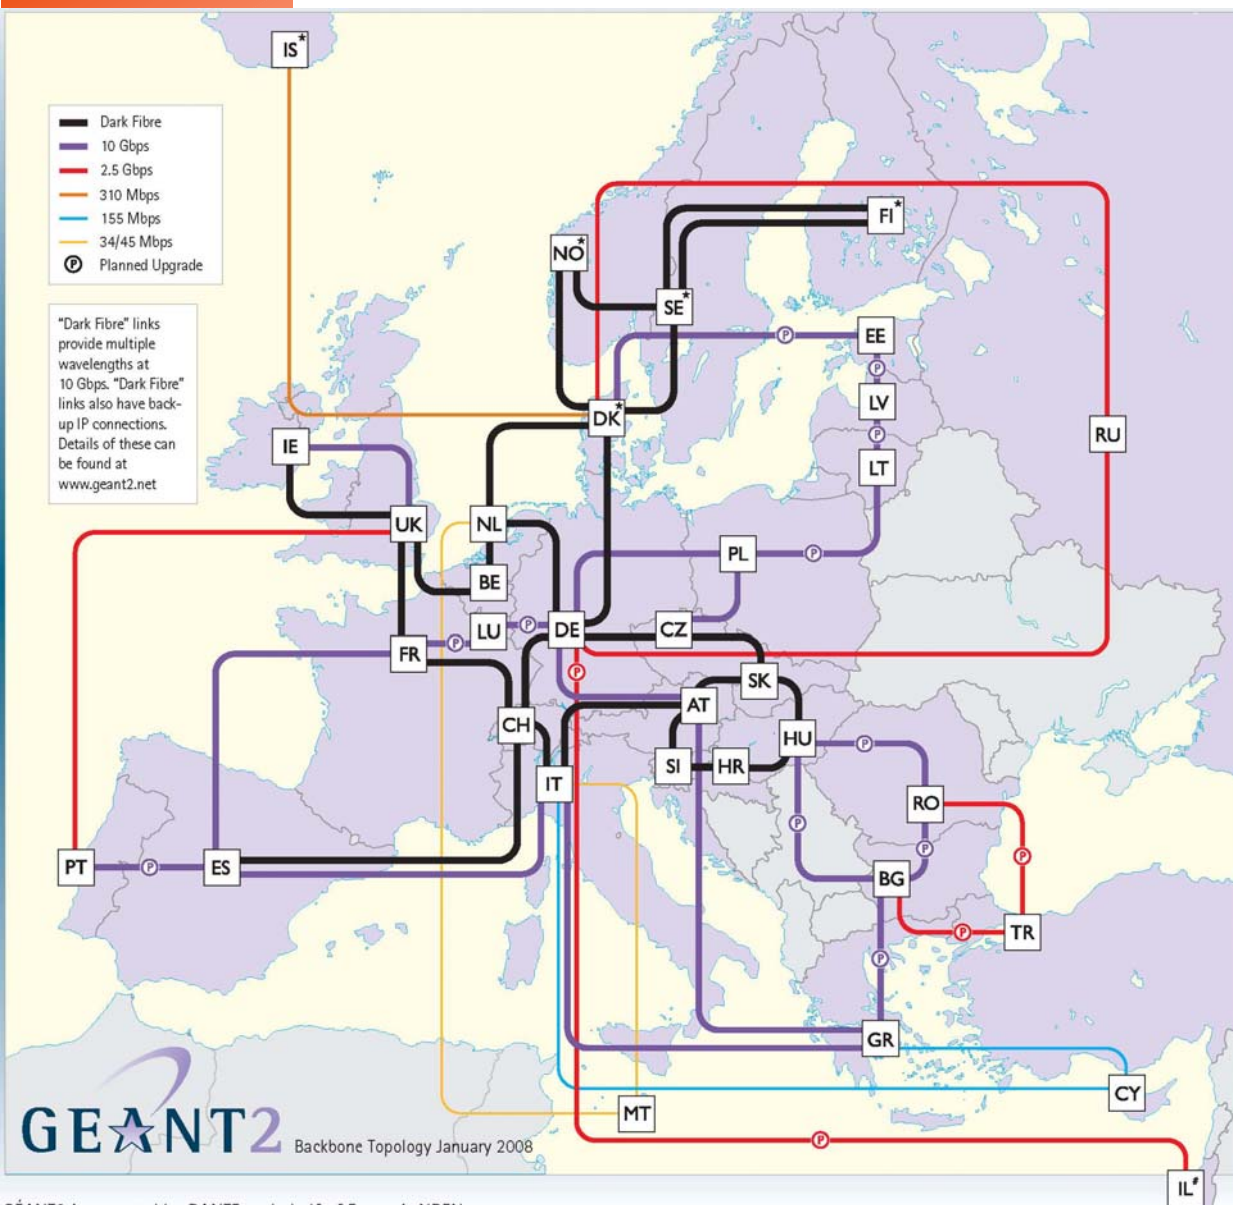 IS*
Dark Fibre
10 Gbps
2.5 Gbps
310 Mbps
155 Mbps
34/45 Mbps
P Planned Upgrade
"Dark Fibre" links
provide multiple
wavelengths at
10 Gbps. "Dark Fibre"
links also have back-
up IP connections.
Details of these can
be found at
www.geant2.net
FI*
NO*
SE*
P
EE
P
LV
DK*
P
RU
IE
LT
UK
NL
PL
P
BE
LU
P
DE
CZ
FR
P
P
SK
AT
CH
HU
P
SI
HR
IT
RO
P
P
P
PT
P
ES
BG
P
TR
P
GR
CY
MT
GEANT2
Backbone Topology January 2008
P
IL#